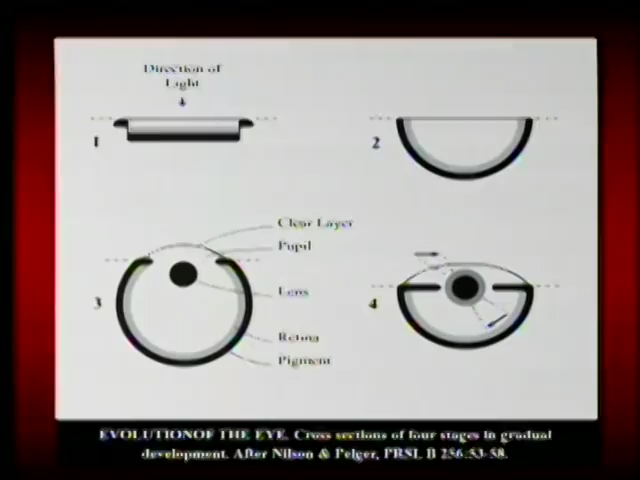 Direction of
Light
1
2
Clear Layer
Pupil
Lens
3
4
Retina
Pigment
EVOLUTIONOF THE EYE. Cross sections of four stages in gradual
development. After Nilson & Pelger, PRSL B 256:53-58.